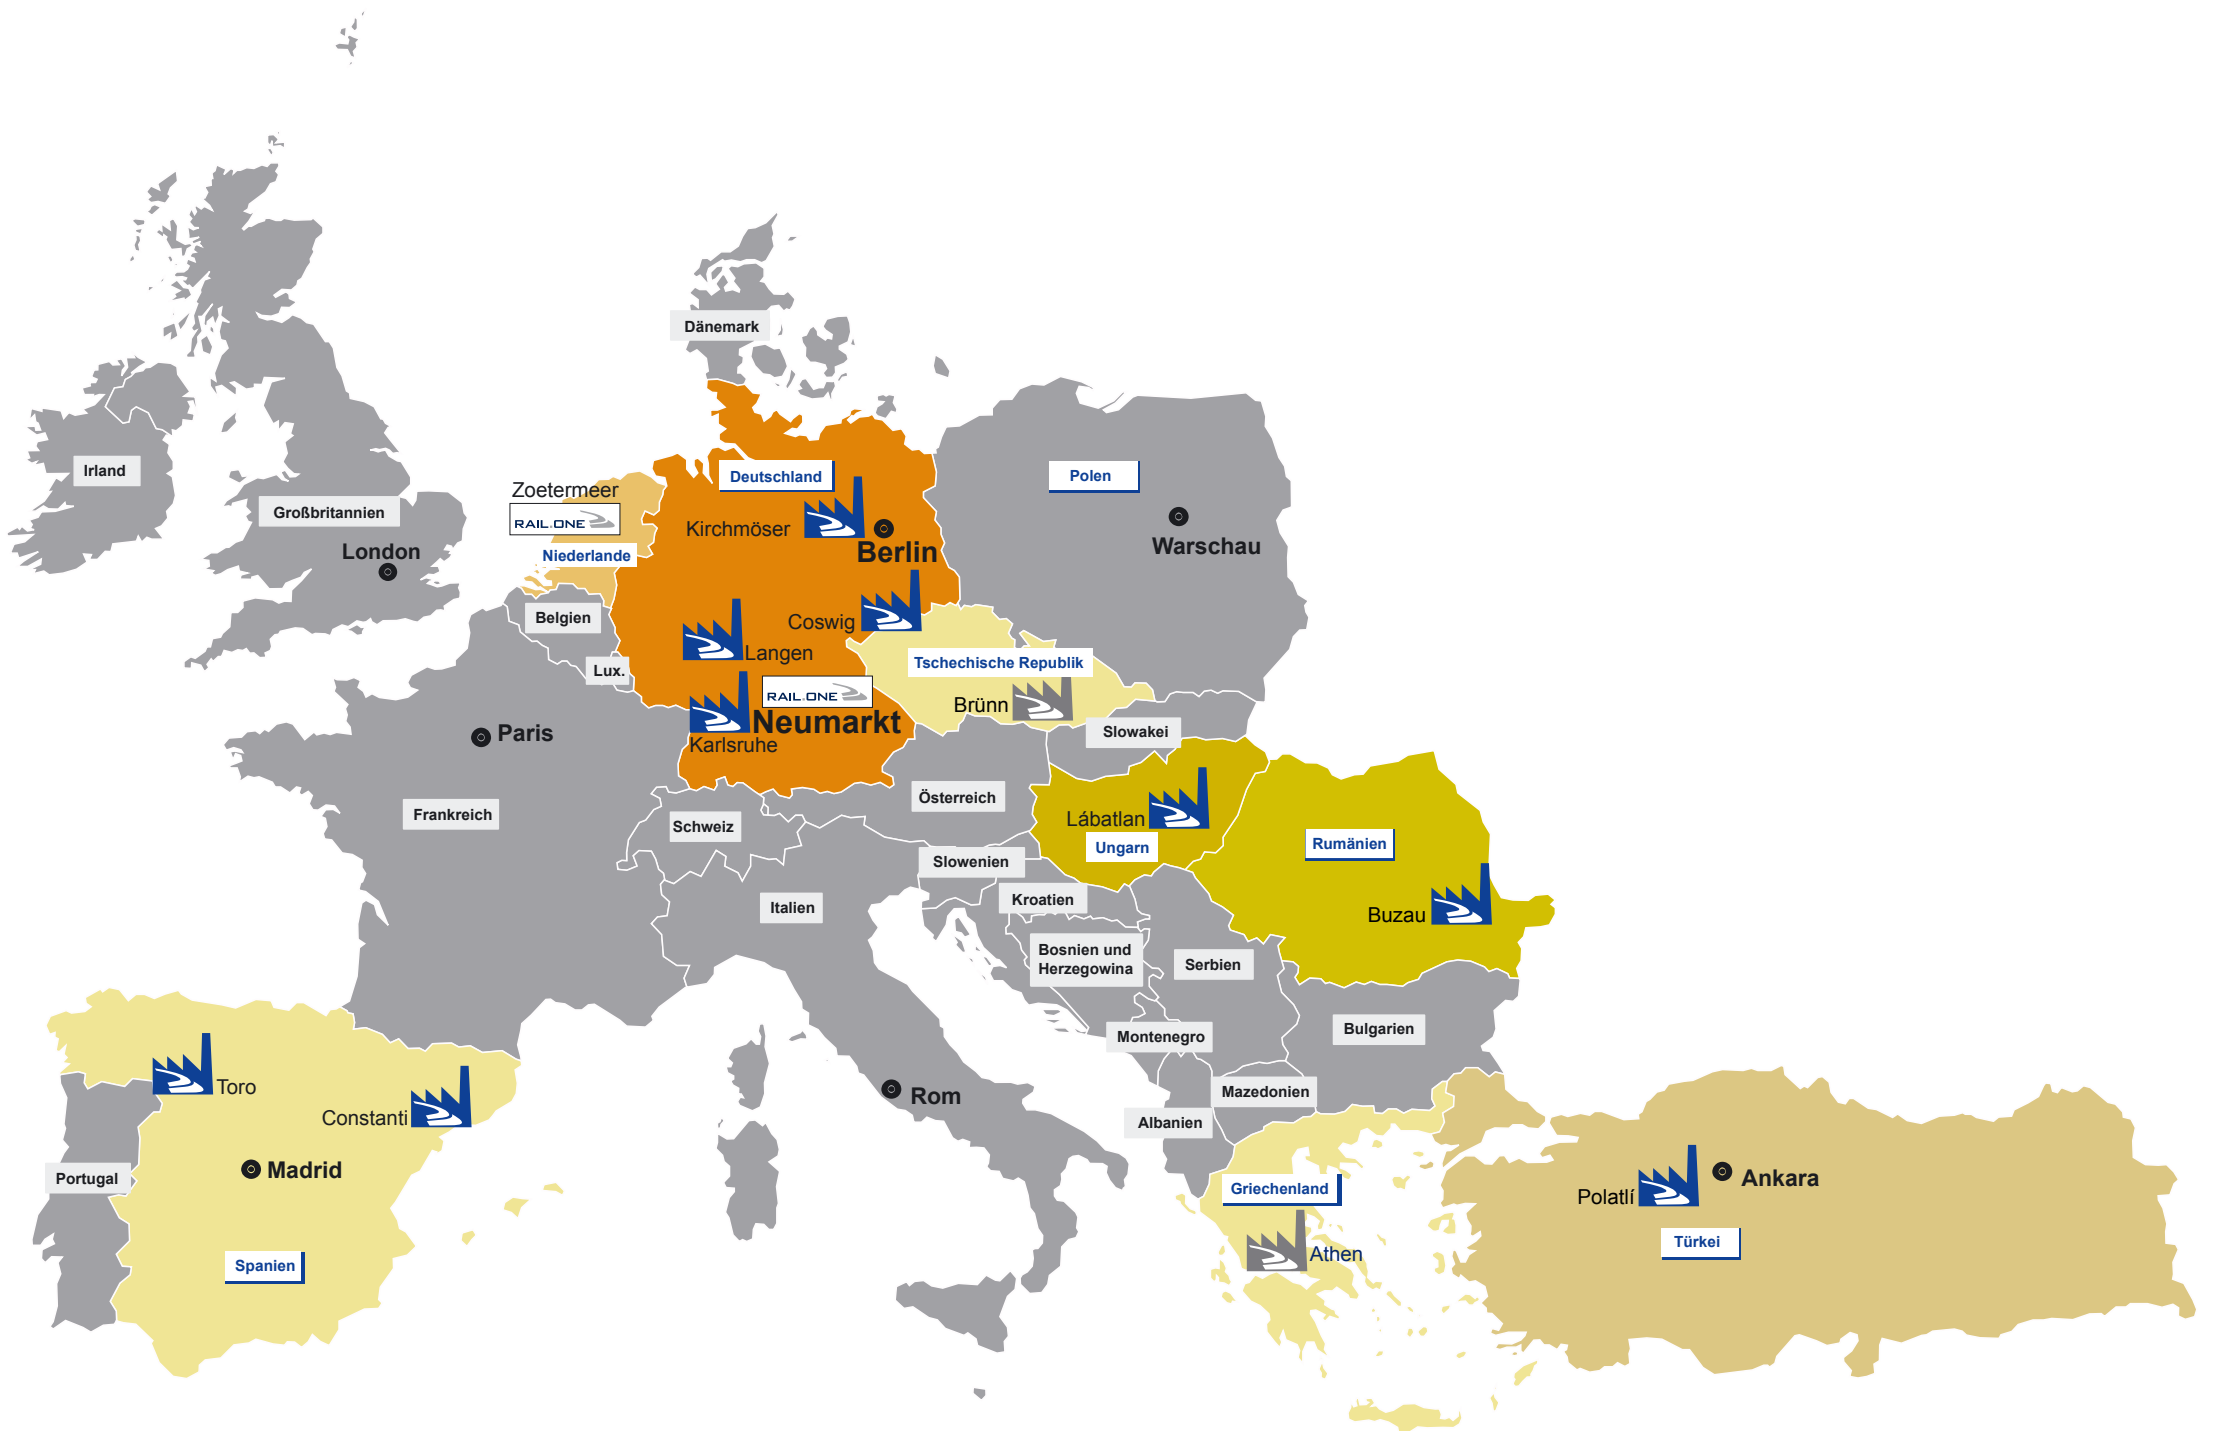 Dänemark
Irland
Großbritannien
London
Zoetermeer
RAIL.ONE
Niederlande
Deutschland
Kirchmöser
Berlin
Polen
Warschau
Belgien
Lux.
Coswig
Langen
RAIL.ONE
Neumarkt
Karlsruhe
Tschechische Republik
Brünn
Slowakei
Paris
Frankreich
Schweiz
Österreich
Lábatlan
Ungarn
Rumänien
Buzau
Slowenien
Kroatien
Italien
Bosnien und
Herzegowina
Serbien
Montenegro
Bulgarien
Mazedonien
Albanien
Rom
Toro
Constanti
Madrid
Portugal
Spanien
Griechenland
Athen
Polatlí
Ankara
Türkei